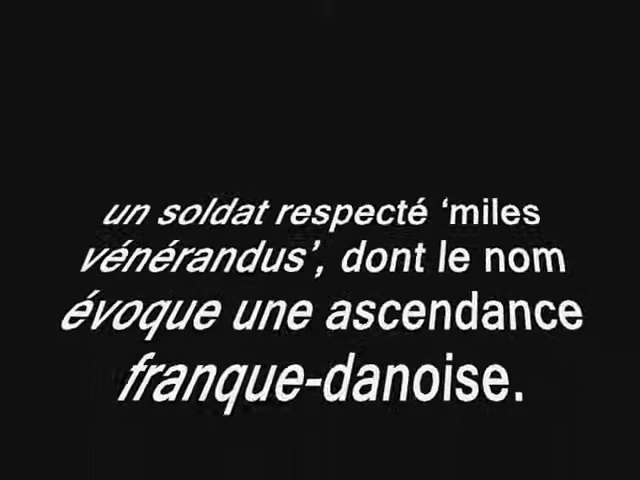 un soldat respecté ‘miles
vénérandus’, dont le nom
évoque une ascendance
franque-danoise.